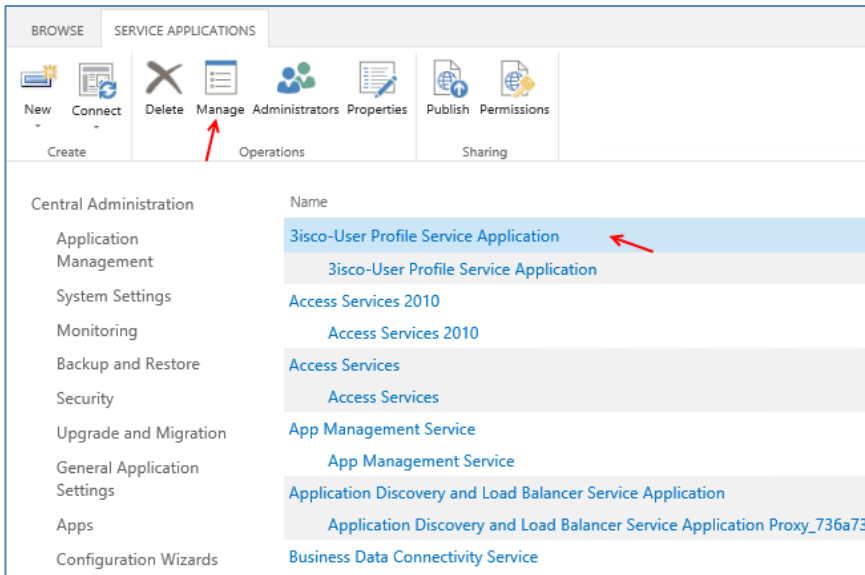 BROWSE SERVICE APPLICATIONS
New Connect Delete Manage Administrators Properties Publish Permissions
Create Operations Sharing
Central Administration
Application
Management
System Settings
Monitoring
Backup and Restore
Security
Upgrade and Migration
General Application
Settings
Apps
Configuration Wizards
Name
3isco-User Profile Service Application
3isco-User Profile Service Application
Access Services 2010
Access Services 2010
Access Services
Access Services
App Management Service
App Management Service
Application Discovery and Load Balancer Service Application
Application Discovery and Load Balancer Service Application Proxy_736a73
Business Data Connectivity Service